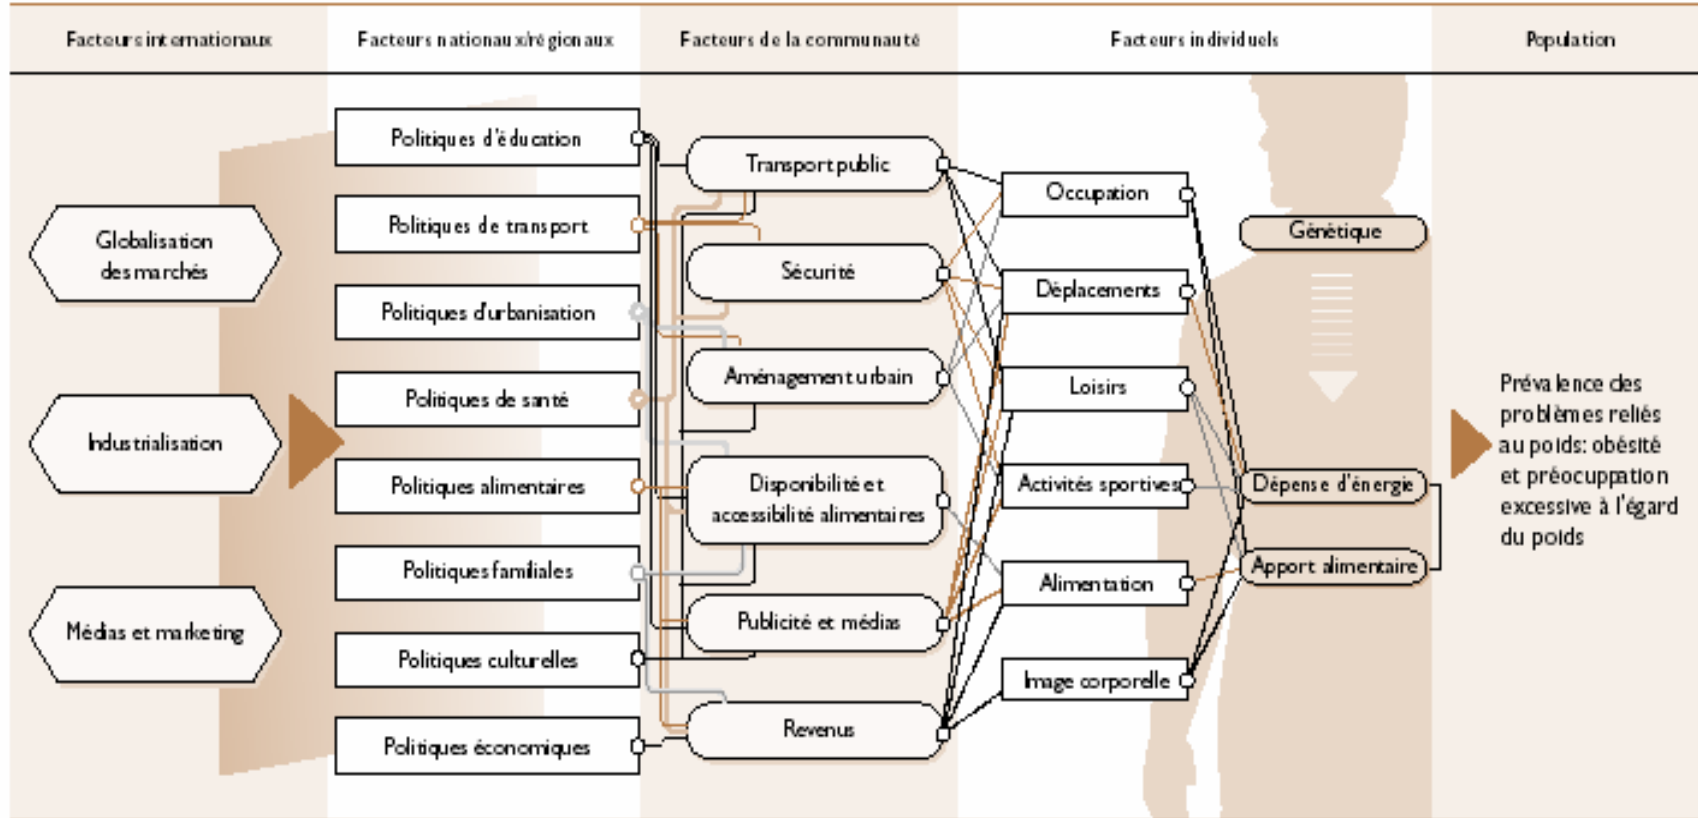 Facteurs internationaux
Facteurs nationaux/régionaux
Facteurs de la communauté
Facteurs individuels
Population
Globalisation
des marchés
Industrialisation
Médias et marketing
Politiques d'éducation
Politiques de transport
Politiques d'urbanisation
Politiques de santé
Politiques alimentaires
Politiques familiales
Politiques culturelles
Politiques économiques
Transport public
Sécurité
Aménagement urbain
Disponibilité et
accessibilité alimentaires
Publicité et médias
Revenus
Occupation
Déplacements
Loisirs
Activités sportives
Alimentation
Image corporelle
Génétique
Dépense d'énergie
Apport alimentaire
Prévalence des
problèmes reliés
au poids: obésité
et préocuppation
excessive à l'égard
du poids